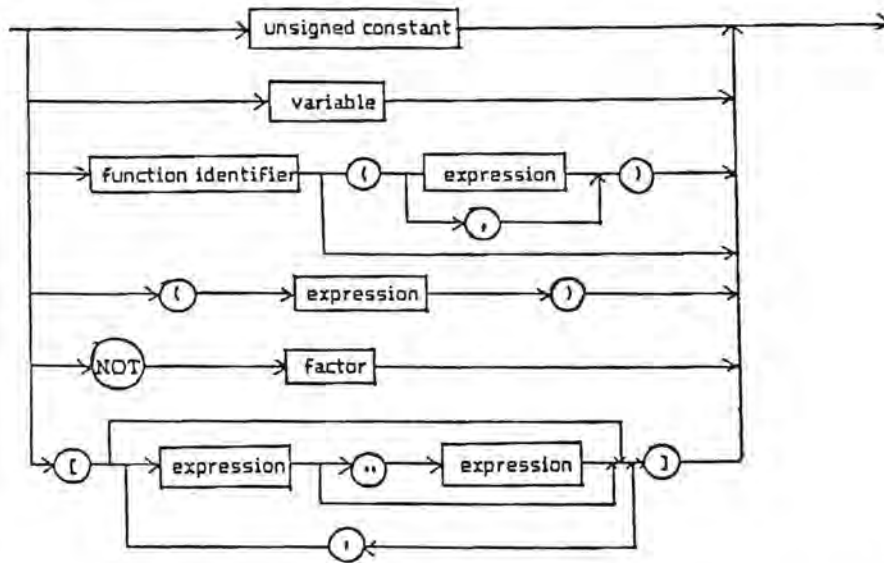 unsigned constant
variable
function identifier ( expression )
,
( expression )
NOT factor
[ expression .. expression ]
,